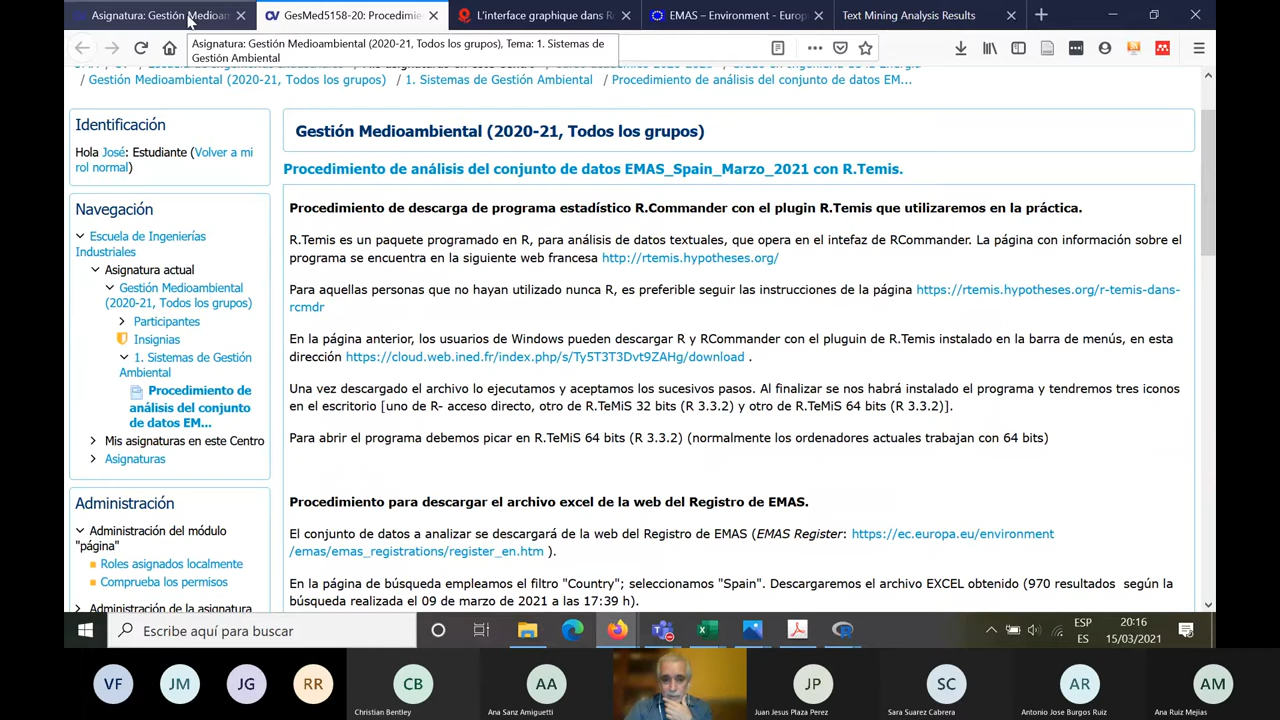 Asignatura: Gestión Medioam
GesMed5158-20: Procedimie
L'interface graphique dans R
EMAS – Environment - Europ
Text Mining Analysis Results
Asignatura: Gestión Medioambiental (2020-21, Todos los grupos), Tema: 1. Sistemas de
Gestión Ambiental
/ Gestión Medioambiental (2020-21, Todos los grupos) / 1. Sistemas de Gestión Ambiental / Procedimiento de análisis del conjunto de datos EM...
Identificación
Hola José: Estudiante (Volver a mi
rol normal)
Navegación
Escuela de Ingenierías
Industriales
Asignatura actual
Gestión Medioambiental
(2020-21, Todos los grupos)
Participantes
Insignias
1. Sistemas de Gestión
Ambiental
Procedimiento de
análisis del conjunto
de datos EM...
Mis asignaturas en este Centro
Asignaturas
Administración
Administración del módulo
"página"
Roles asignados localmente
Comprueba los permisos
Administración de la asignatura
Gestión Medioambiental (2020-21, Todos los grupos)
Procedimiento de análisis del conjunto de datos EMAS_Spain_Marzo_2021 con R.Temis.
Procedimiento de descarga de programa estadístico R.Commander con el plugin R.Temis que utilizaremos en la práctica.
R.Temis es un paquete programado en R, para análisis de datos textuales, que opera en el intefaz de RCommander. La página con información sobre el
programa se encuentra en la siguiente web francesa http://rtemis.hypotheses.org/
Para aquellas personas que no hayan utilizado nunca R, es preferible seguir las instrucciones de la página https://rtemis.hypotheses.org/r-temis-dans-
rcmdr
En la página anterior, los usuarios de Windows pueden descargar R y RCommander con el pluguin de R.Temis instalado en la barra de menús, en esta
dirección https://cloud.web.ined.fr/index.php/s/Ty5T3T3Dvt9ZAHg/download .
Una vez descargado el archivo lo ejecutamos y aceptamos los sucesivos pasos. Al finalizar se nos habrá instalado el programa y tendremos tres iconos
en el escritorio [uno de R- acceso directo, otro de R.TeMiS 32 bits (R 3.3.2) y otro de R.TeMiS 64 bits (R 3.3.2)].
Para abrir el programa debemos picar en R.TeMiS 64 bits (R 3.3.2) (normalmente los ordenadores actuales trabajan con 64 bits)
Procedimiento para descargar el archivo excel de la web del Registro de EMAS.
El conjunto de datos a analizar se descargará de la web del Registro de EMAS (EMAS Register: https://ec.europa.eu/environment
/emas/emas_registrations/register_en.htm ).
En la página de búsqueda empleamos el filtro "Country"; seleccionamos "Spain". Descargaremos el archivo EXCEL obtenido (970 resultados según la
búsqueda realizada el 09 de marzo de 2021 a las 17:39 h).
Escribe aquí para buscar
ESP
ES
20:16
15/03/2021
VF
JM
JG
RR
CB
Christian Bentley
AA
Ana Sanz Amiguetti
JP
Juan Jesus Plaza Perez
SC
Sara Suarez Cabrera
AR
Antonio Jose Burgos Ruiz
AM
Ana Ruiz Mejias